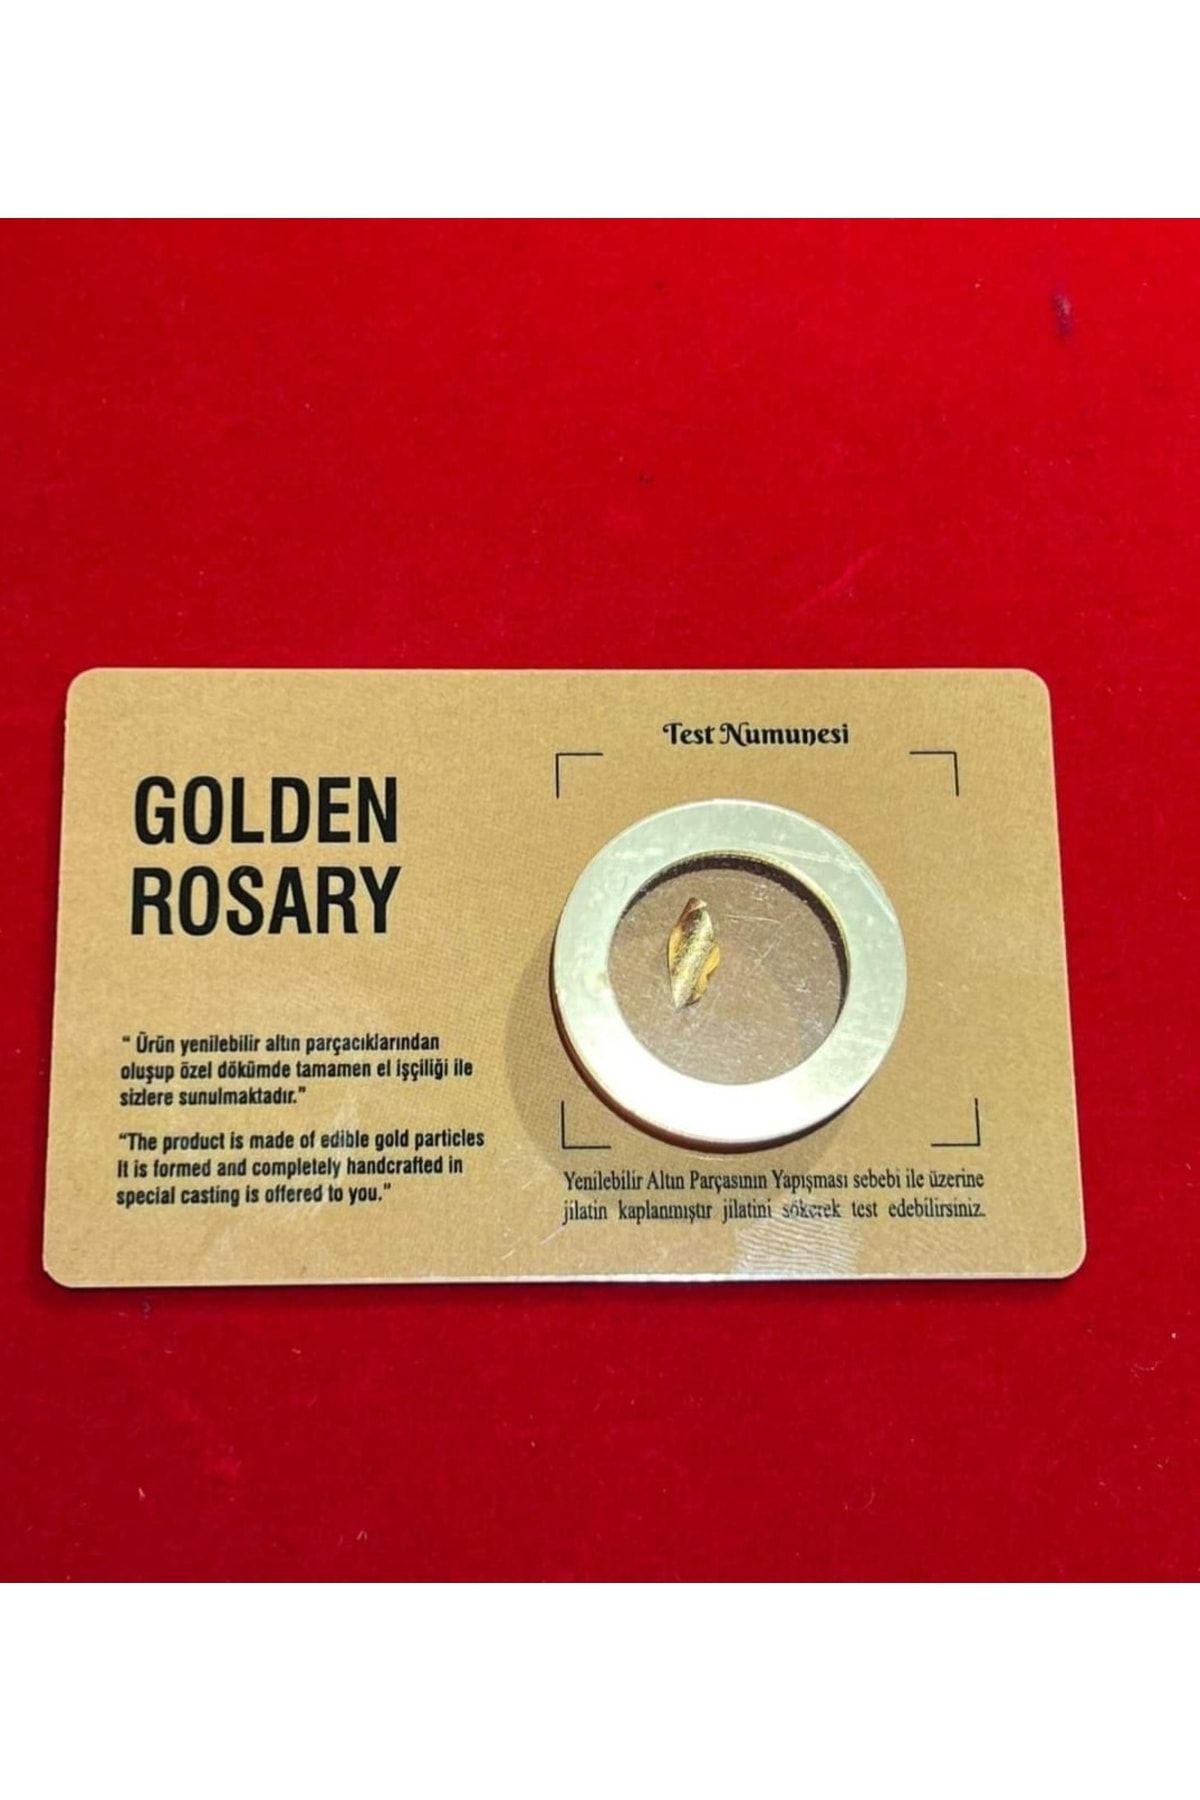 GOLDEN
ROSARY
“ Ürün yenilebilir altın parçacıklarından
oluşup özel dökümde tamamen el işçiliği ile
sizlere sunulmaktadır.”
“The product is made of edible gold particles
It is formed and completely handcrafted in
special casting is offered to you.”
Test Numunesi
Yenilebilir Altın Parçasının Yapışması sebebi ile üzerine
jilatin kaplanmıştır jilatini sökerek test edebilirsiniz.